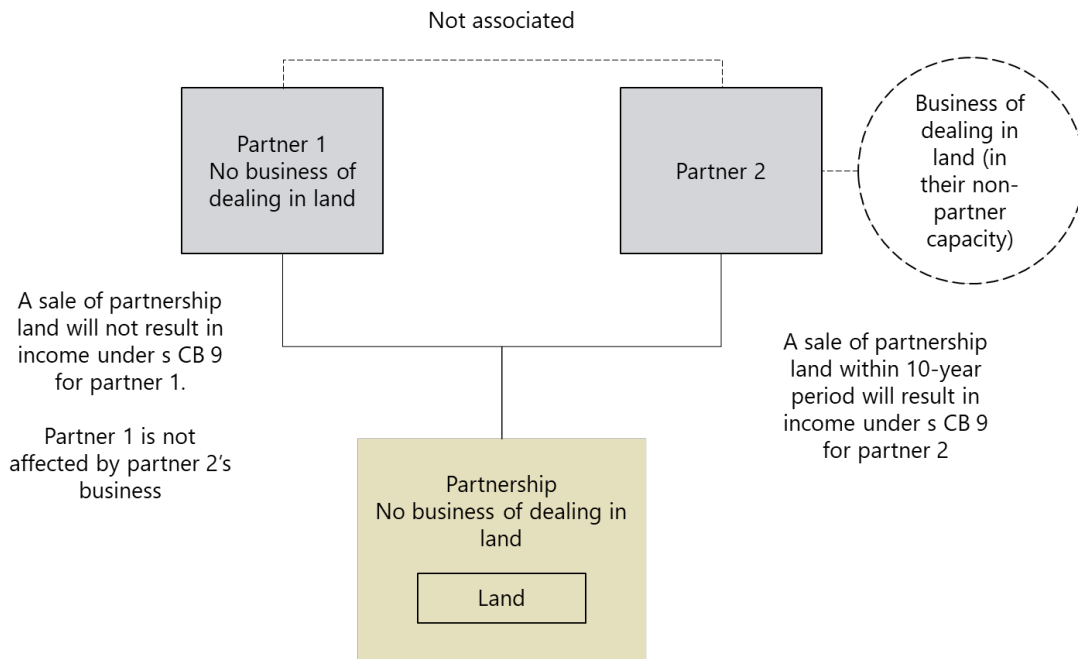 Not associated
Partner 1
No business of
dealing in land
Partner 2
Business of
dealing in
land (in
their non-
partner
capacity)
A sale of partnership
land will not result in
income under s CB 9
for partner 1.
Partner 1 is not
affected by partner 2's
business
A sale of partnership
land within 10-year
period will result in
income under s CB 9
for partner 2
Partnership
No business of dealing in
land
Land